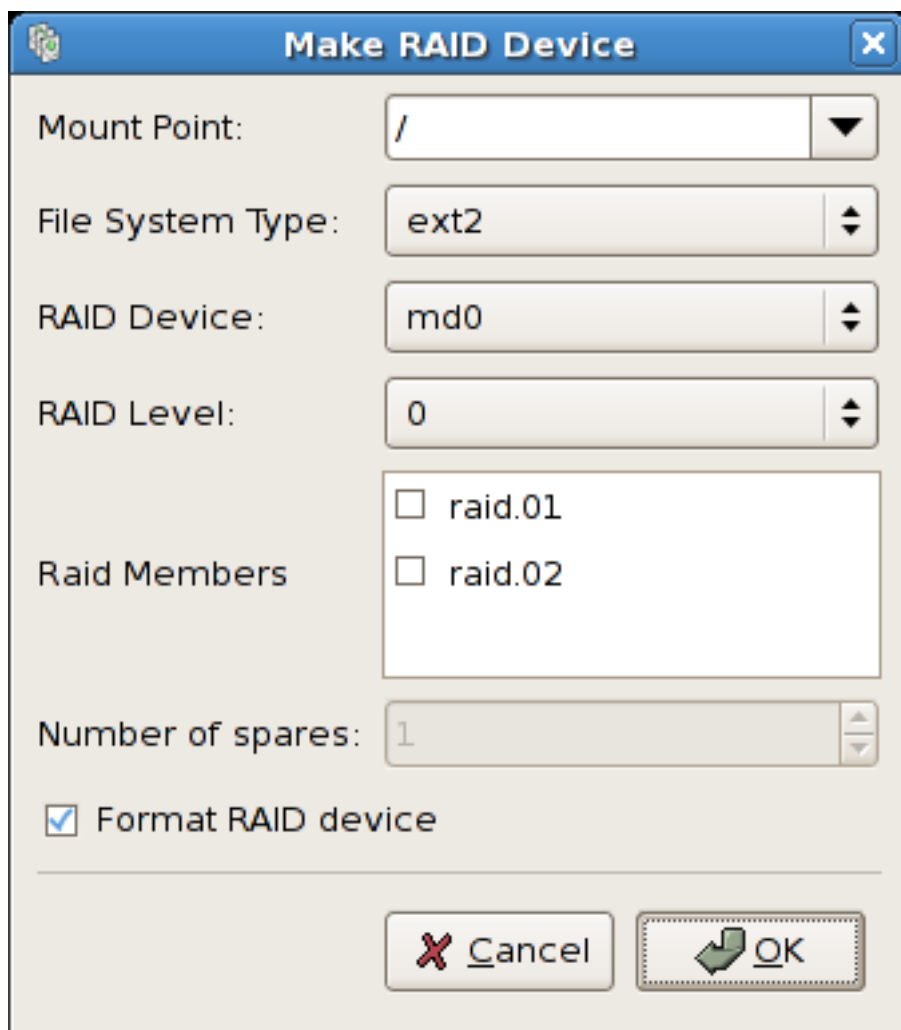 Make RAID Device
Mount Point: /
File System Type: ext2
RAID Device: md0
RAID Level: 0
raid.01
Raid Members
raid.02
Number of spares: 1
Format RAID device
Cancel OK